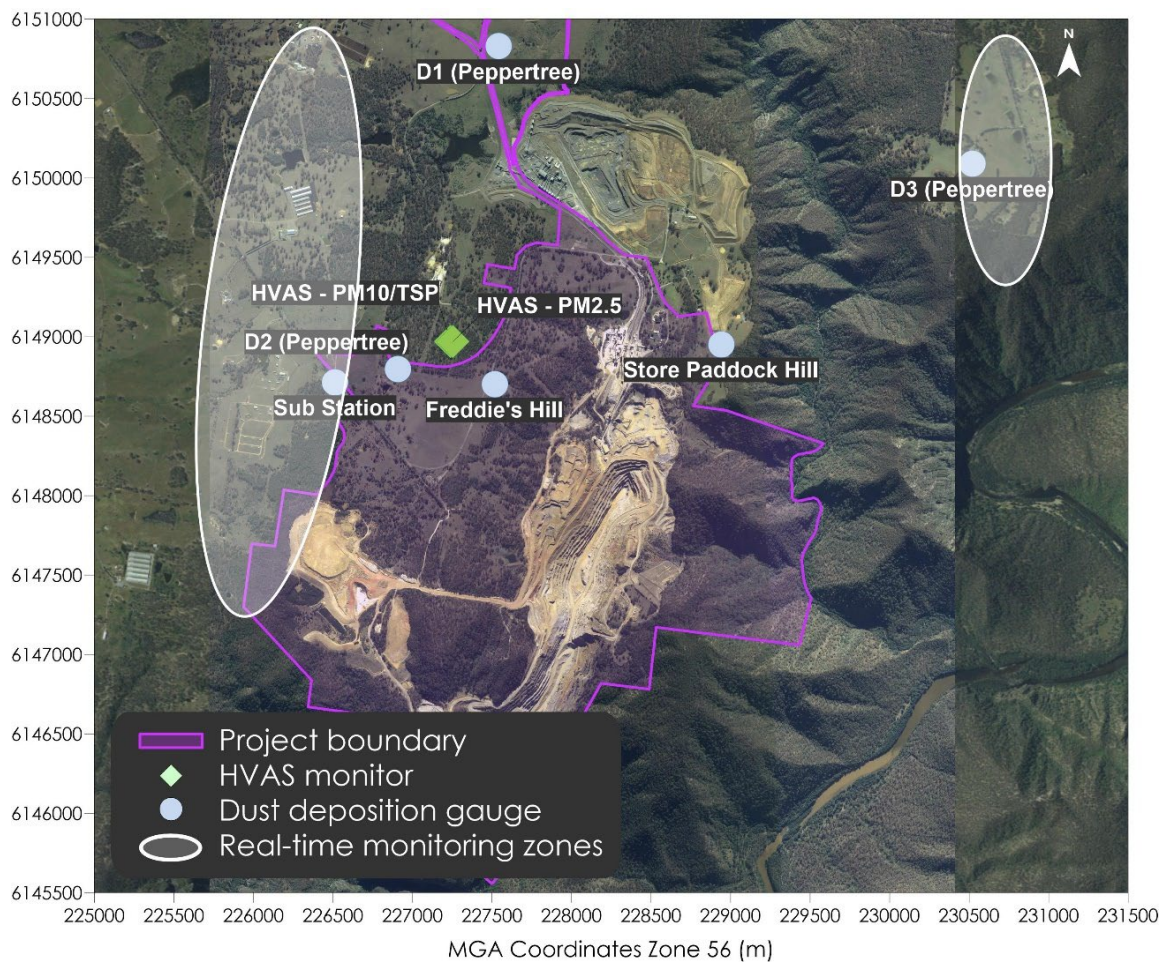 6151000
6150500
6150000
6149500
6149000
6148500
6148000
6147500
6147000
6146500
6146000
6145500
N
D1 (Peppertree)
D3 (Peppertree)
HVAS - PM10/TSP
HVAS - PM2.5
D2 (Peppertree)
Store Paddock Hill
Sub Station
Freddie's Hill
Project boundary
HVAS monitor
Dust deposition gauge
Real-time monitoring zones
225000 225500 226000 226500 227000 227500 228000 228500 229000 229500 230000 230500 231000 231500
MGA Coordinates Zone 56 (m)